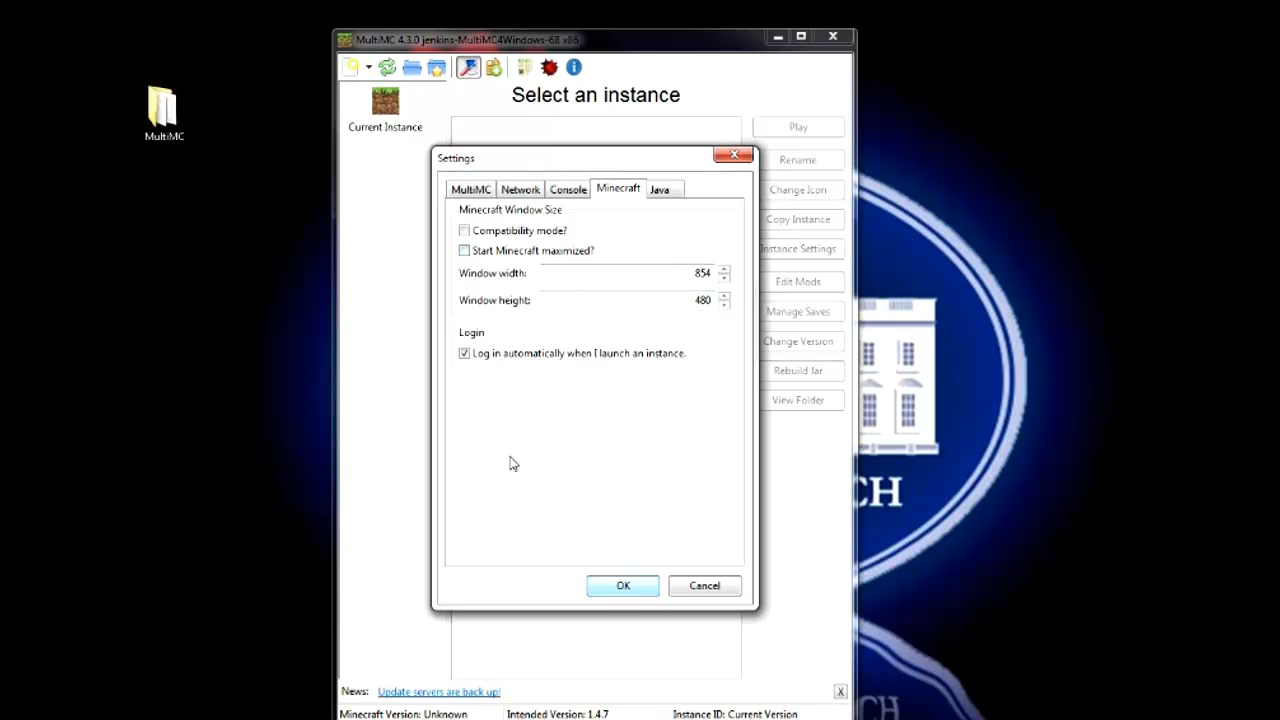 MultiMC 4.3.0 jenkins-MultiMC4Windows-68 x86
MultiMC
Select an instance
Current Instance
Play
Rename
Change Icon
Copy Instance
Instance Settings
Edit Mods
Manage Saves
Change Version
Rebuild Jar
View Folder
Settings
MultiMC Network Console Minecraft Java
Minecraft Window Size
Compatibility mode?
Start Minecraft maximized?
Window width: 854
Window height: 480
Login
Log in automatically when I launch an instance.
OK Cancel
CH
News: Update servers are back up! X
Minecraft Version: Unknown Intended Version: 1.4.7 Instance ID: Current Version